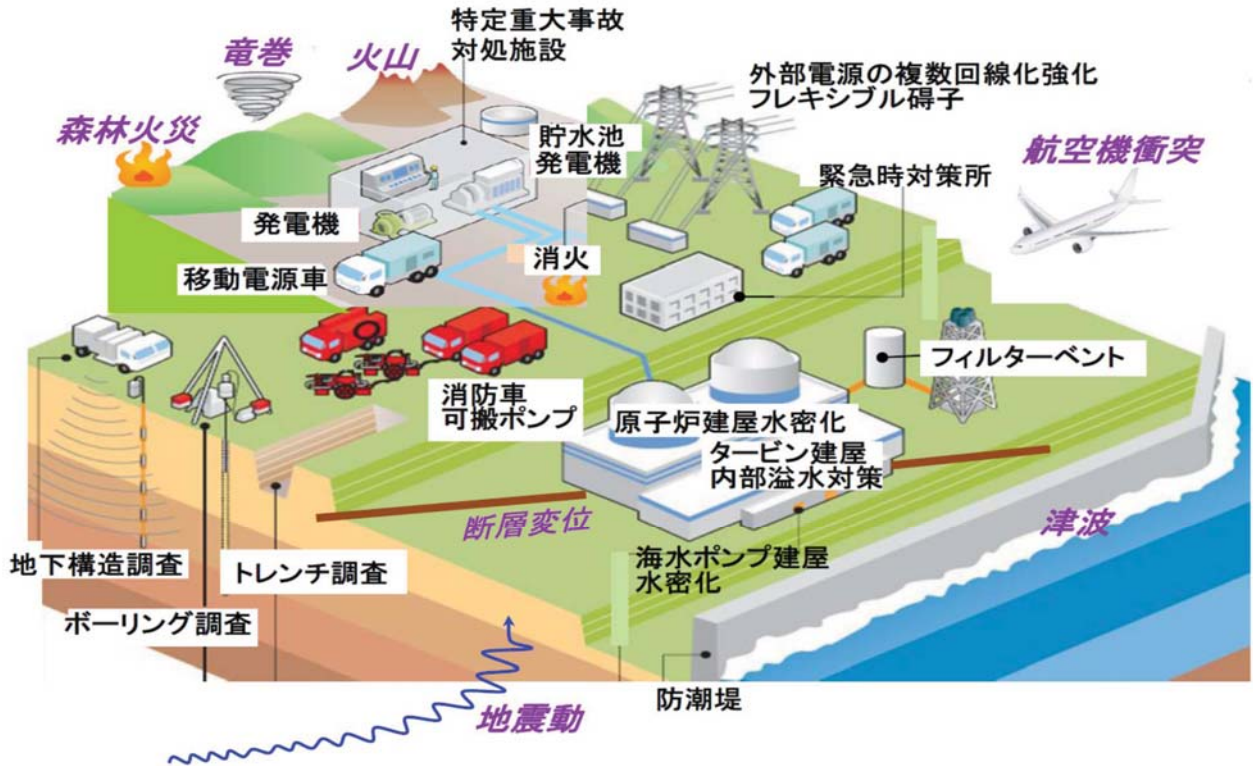 特定重大事故
対処施設
竜巻
火山
外部電源の複数回線化強化
フレキシブル碍子
森林火災
貯水池
発電機
航空機衝突
緊急時対策所
発電機
消火
移動電源車
フィルターベント
消防車
可搬ポンプ
原子炉建屋水密化
タービン建屋
内部溢水対策
断層変位
津波
海水ポンプ建屋
水密化
地下構造調査
トレンチ調査
ボーリング調査
防潮堤
地震動